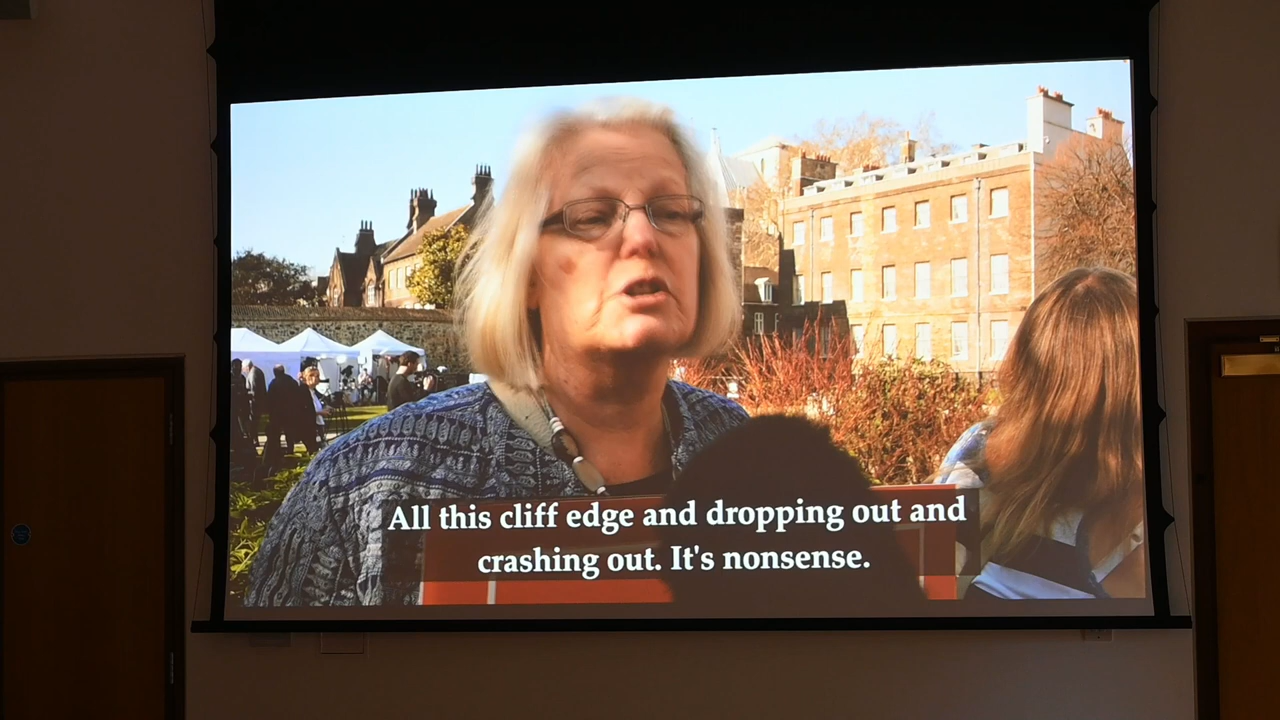 All this cliff edge and dropping out and
crashing out. It's nonsense.